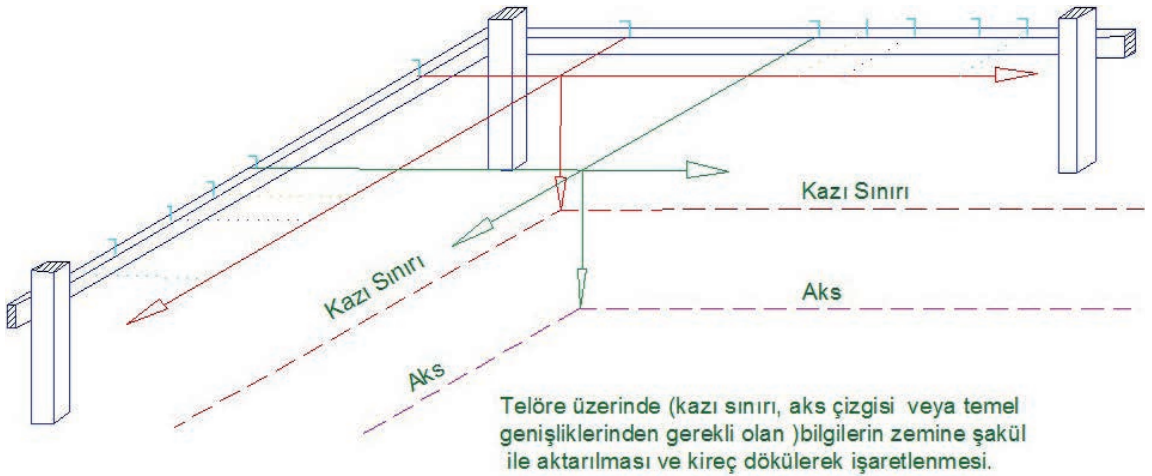 Kazı Sınırı
Kazı Sınırı
Aks
Aks
Telöre üzerinde (kazı sınırı, aks çizgisi veya temel
genişliklerinden gerekli olan )bilgilerin zemine şakül
ile aktarılması ve kireç dökülerek işaretlenmesi.